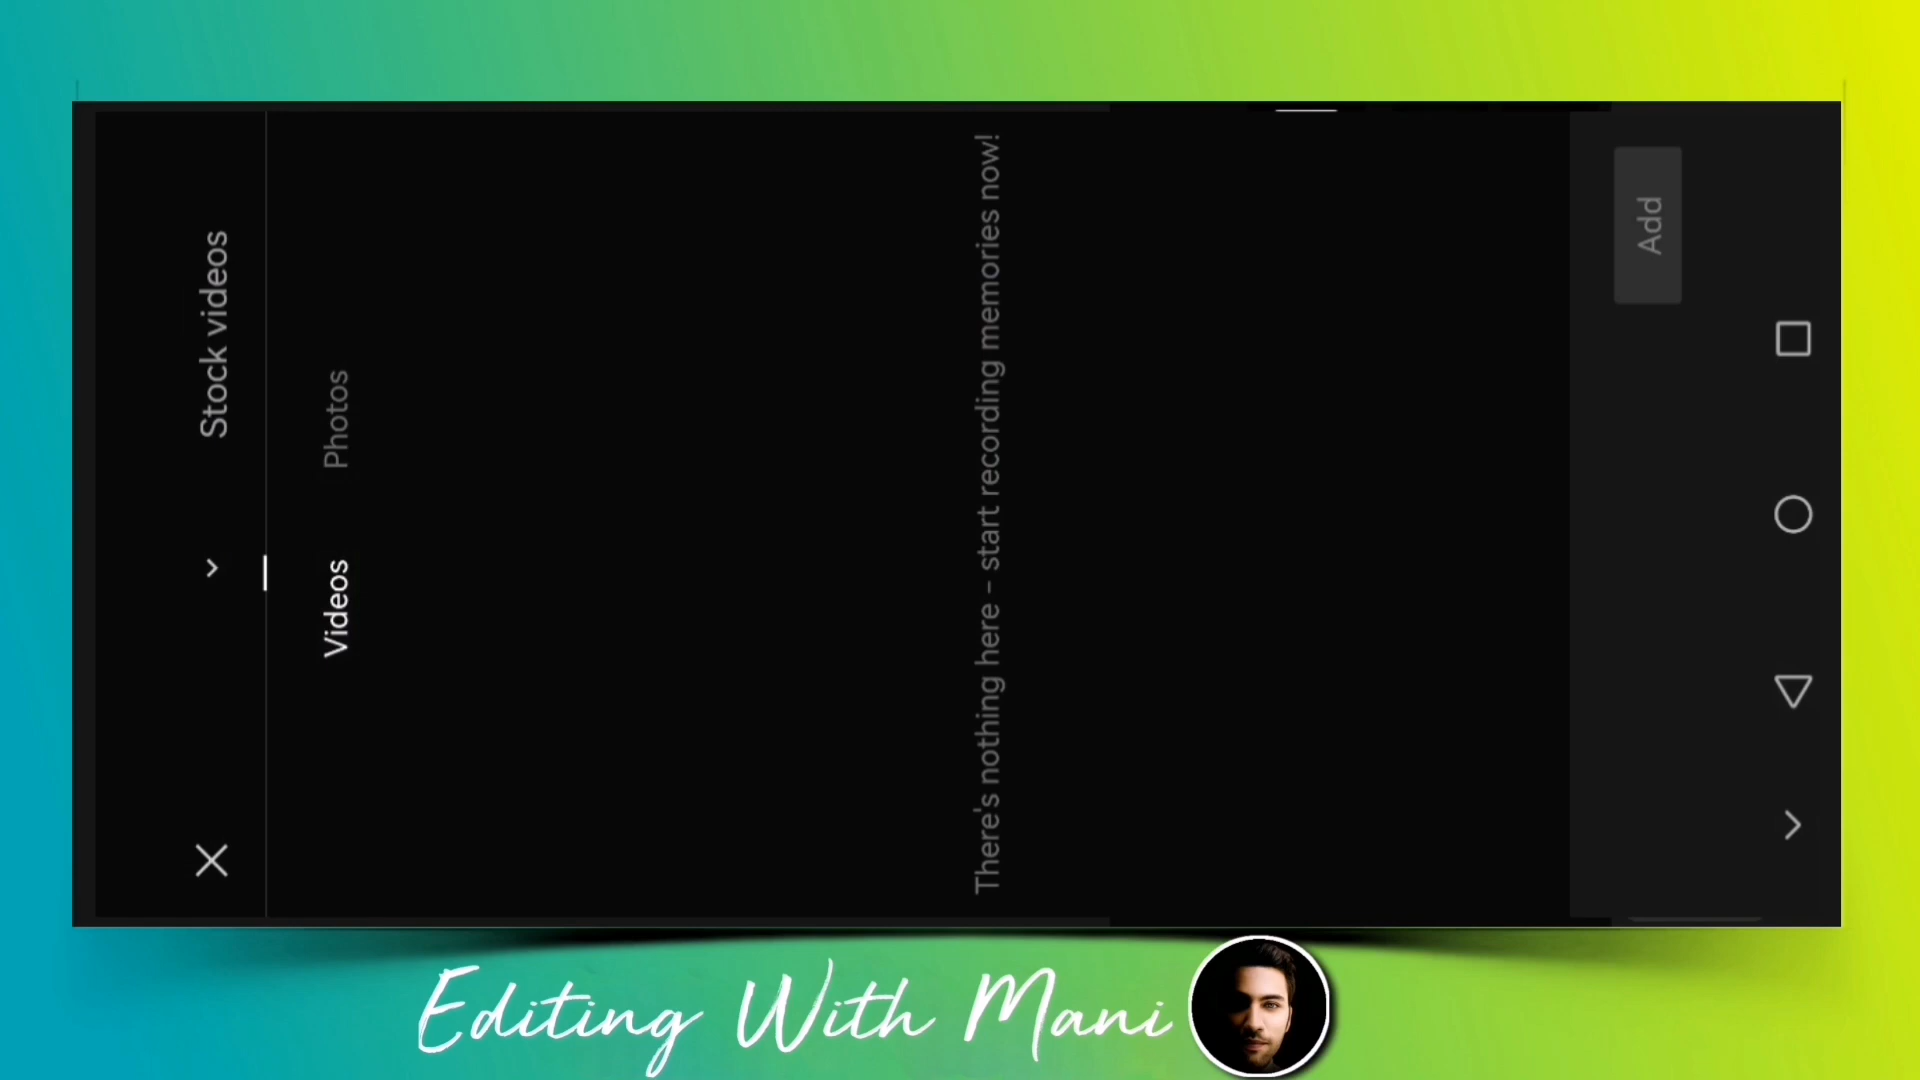 Stock videos
Videos
Photos
There's nothing here – start recording memories now!
Add
Editing With Mani